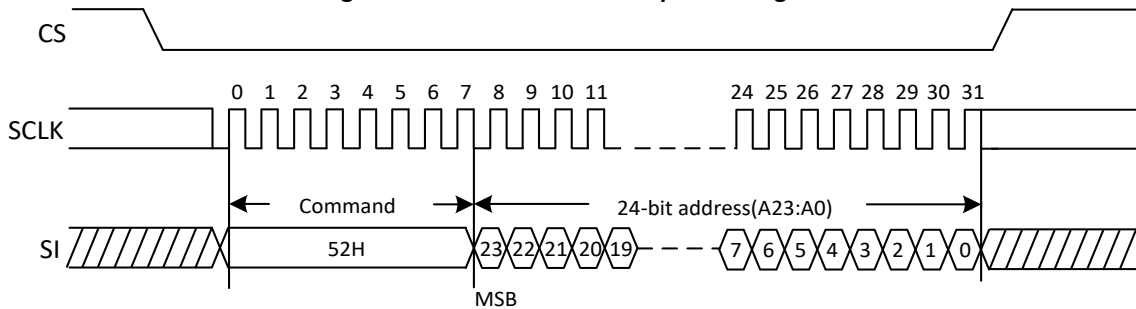 CS
0 1 2 3 4 5 6 7 8 9 10 11 24 25 26 27 28 29 30 31
SCLK
Command 24-bit address(A23:A0)
SI 52H 23 22 21 20 19 7 6 5 4 3 2 1 0
MSB